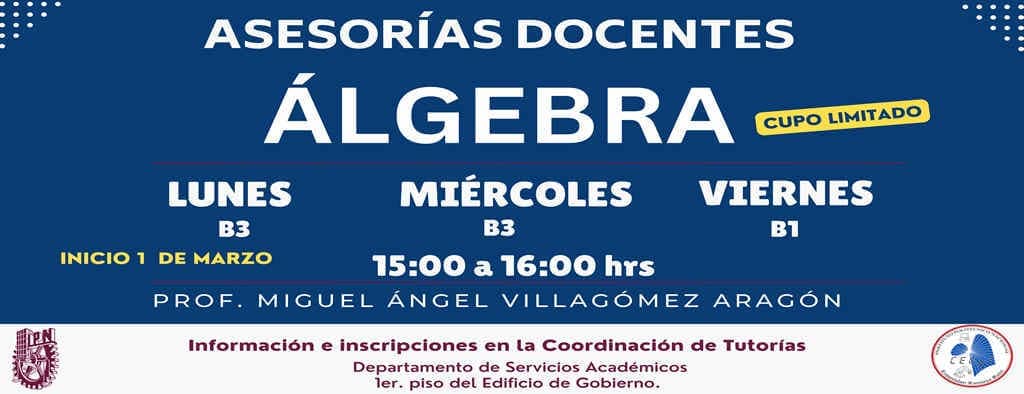 ASESORÍAS DOCENTES
ÁLGEBRA
CUPO LIMITADO
LUNES MIÉRCOLES VIERNES
B3 B3 B1
INICIO 1 DE MARZO
15:00 a 16:00 hrs
PROF. MIGUEL ÁNGEL VILLAGÓMEZ ARAGÓN
IPN
Información e inscripciones en la Coordinación de Tutorías
Departamento de Servicios Académicos
1er. piso del Edificio de Gobierno.